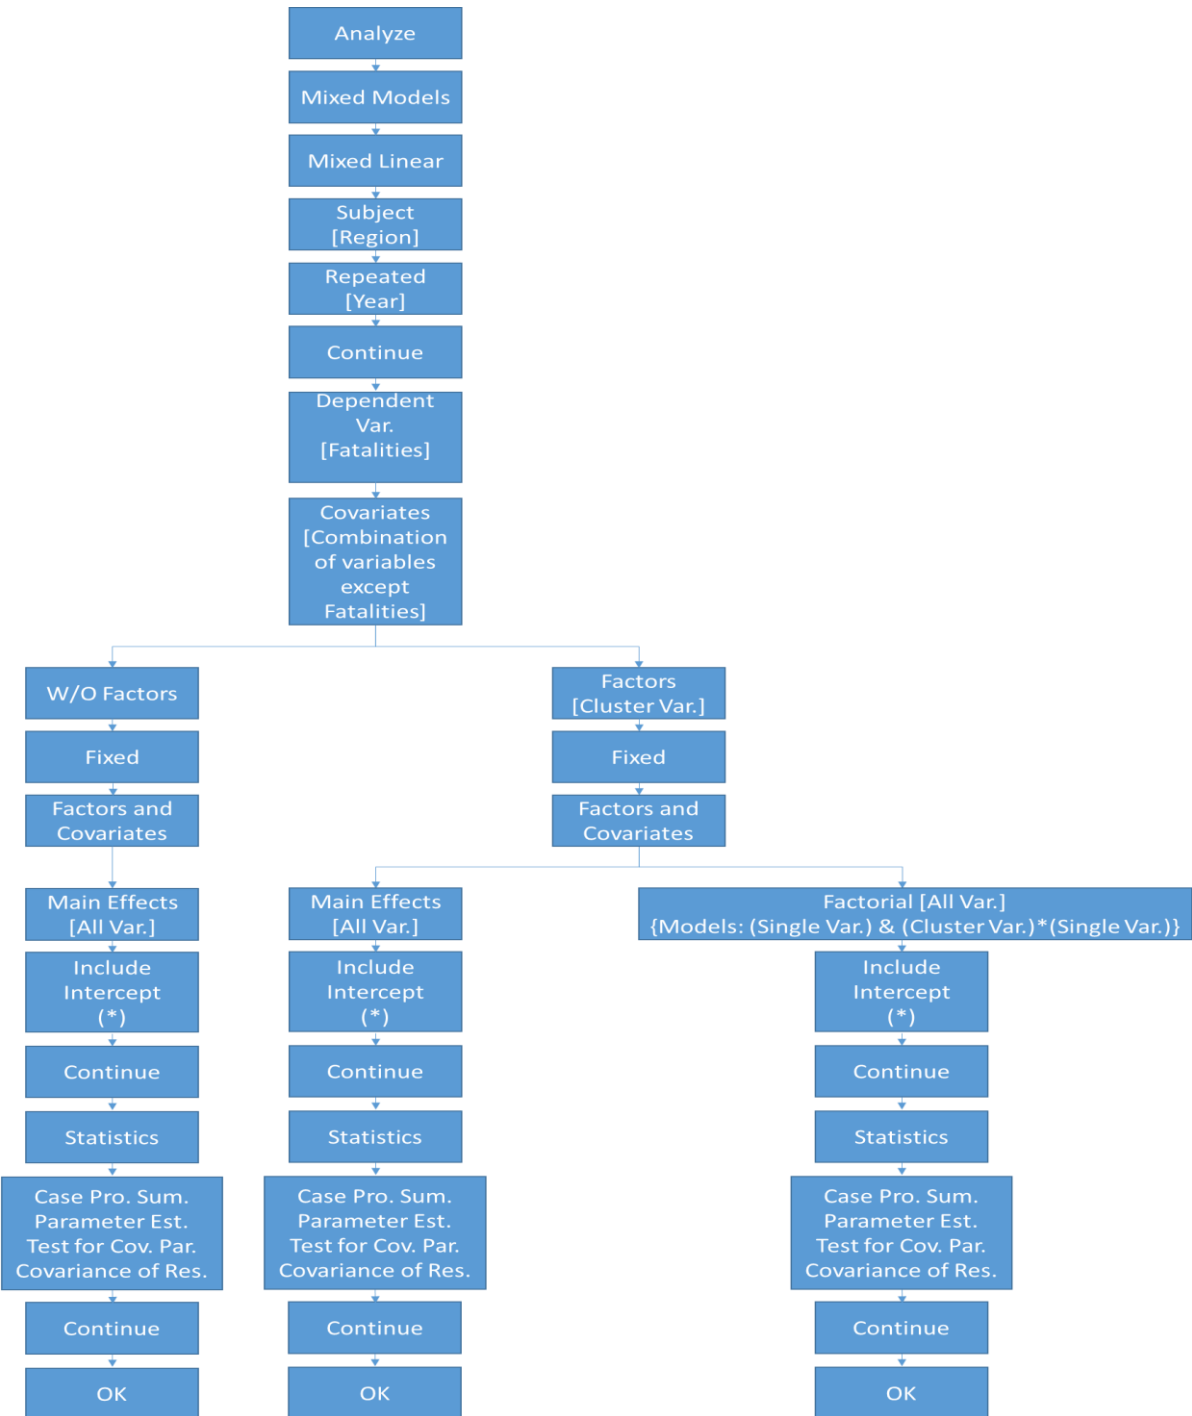 Analyze
Mixed Models
Mixed Linear
Subject
[Region]
Repeated
[Year]
Continue
Dependent
Var.
[Fatalities]
Covariates
[Combination
of variables
except
Fatalities]
W/O Factors
Fixed
Factors and
Covariates
Main Effects
[All Var.]
Include
Intercept
(*)
Continue
Statistics
Case Pro. Sum.
Parameter Est.
Test for Cov. Par.
Covariance of Res.
Continue
OK
Factors
[Cluster Var.]
Fixed
Factors and
Covariates
Main Effects
[All Var.]
Include
Intercept
(*)
Continue
Statistics
Case Pro. Sum.
Parameter Est.
Test for Cov. Par.
Covariance of Res.
Continue
OK
Factorial [All Var.]
{Models: (Single Var.) & (Cluster Var.)*(Single Var.)}
Include
Intercept
(*)
Continue
Statistics
Case Pro. Sum.
Parameter Est.
Test for Cov. Par.
Covariance of Res.
Continue
OK